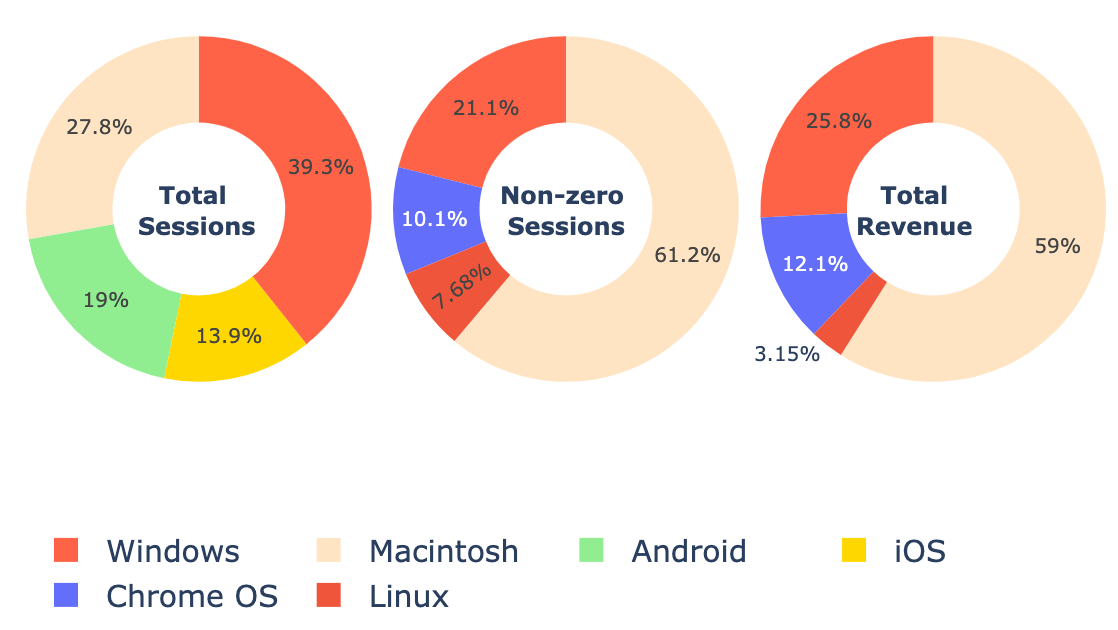 27.8%
39.3%
19%
13.9%
Total
Sessions
21.1%
10.1%
7.68%
61.2%
Non-zero
Sessions
25.8%
12.1%
3.15%
59%
Total
Revenue
Windows
Macintosh
Android
iOS
Chrome OS
Linux